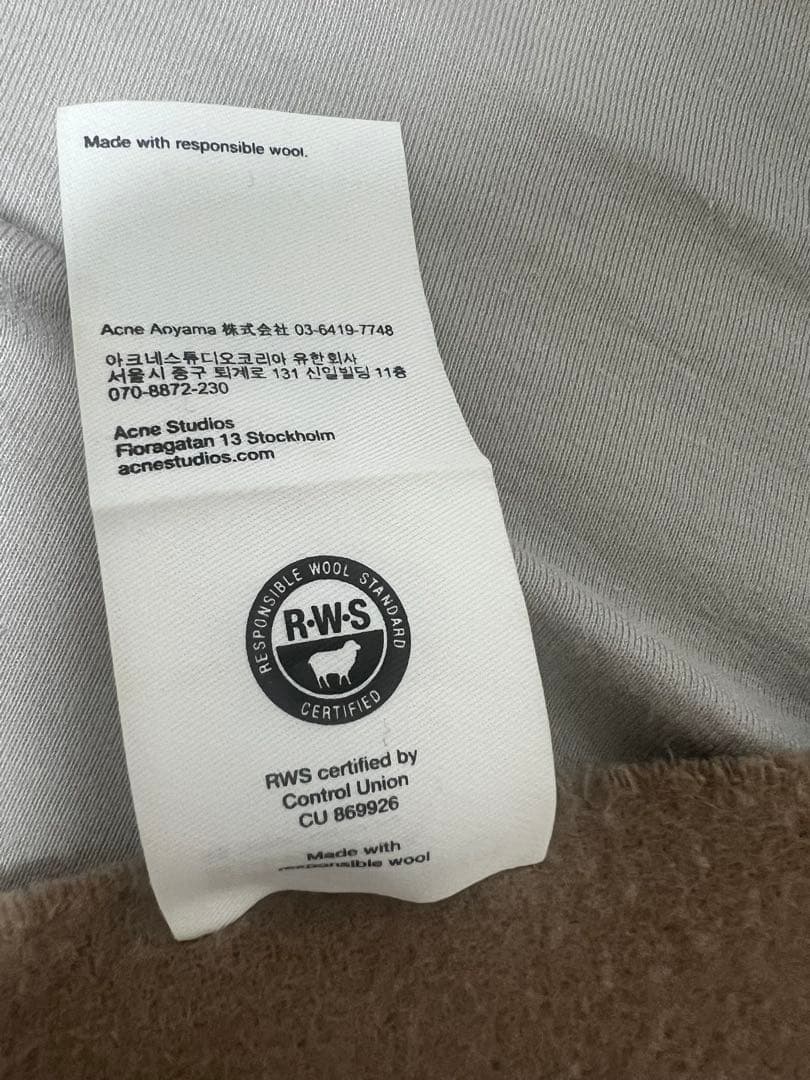 Made with responsible wool.
Acne Aoyama 株式会社 03-6419-7748
아크네스튜디오코리아 유한회사
서울시 중구 퇴계로 131 신일빌딩 11층
070-8872-230
Acne Studios
Floragatan 13 Stockholm
acnestudios.com
RESPONSIBLE WOOL STANDARD
R·W·S
CERTIFIED
RWS certified by
Control Union
CU 869926
Made with
responsible wool